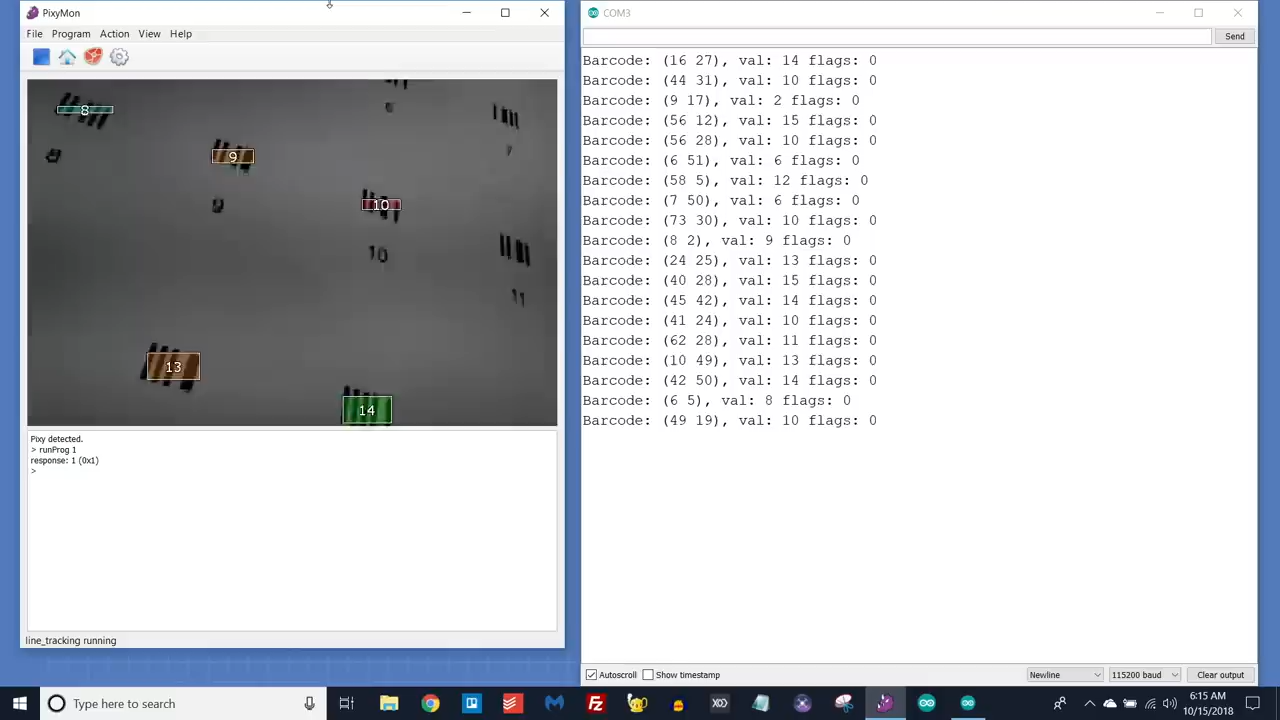 PixyMon
File Program Action View Help
8
9
10
10
11
13
14
Pixy detected.
> runProg 1
response: 1 (0x1)
>
line_tracking running
COM3
Send
Barcode: (16 27), val: 14 flags: 0
Barcode: (44 31), val: 10 flags: 0
Barcode: (9 17), val: 2 flags: 0
Barcode: (56 12), val: 15 flags: 0
Barcode: (56 28), val: 10 flags: 0
Barcode: (6 51), val: 6 flags: 0
Barcode: (58 5), val: 12 flags: 0
Barcode: (7 50), val: 6 flags: 0
Barcode: (73 30), val: 10 flags: 0
Barcode: (8 2), val: 9 flags: 0
Barcode: (24 25), val: 13 flags: 0
Barcode: (40 28), val: 15 flags: 0
Barcode: (45 42), val: 14 flags: 0
Barcode: (41 24), val: 10 flags: 0
Barcode: (62 28), val: 11 flags: 0
Barcode: (10 49), val: 13 flags: 0
Barcode: (42 50), val: 14 flags: 0
Barcode: (6 5), val: 8 flags: 0
Barcode: (49 19), val: 10 flags: 0
Autoscroll Show timestamp Newline 115200 baud Clear output
Type here to search
6:15 AM
10/15/2018